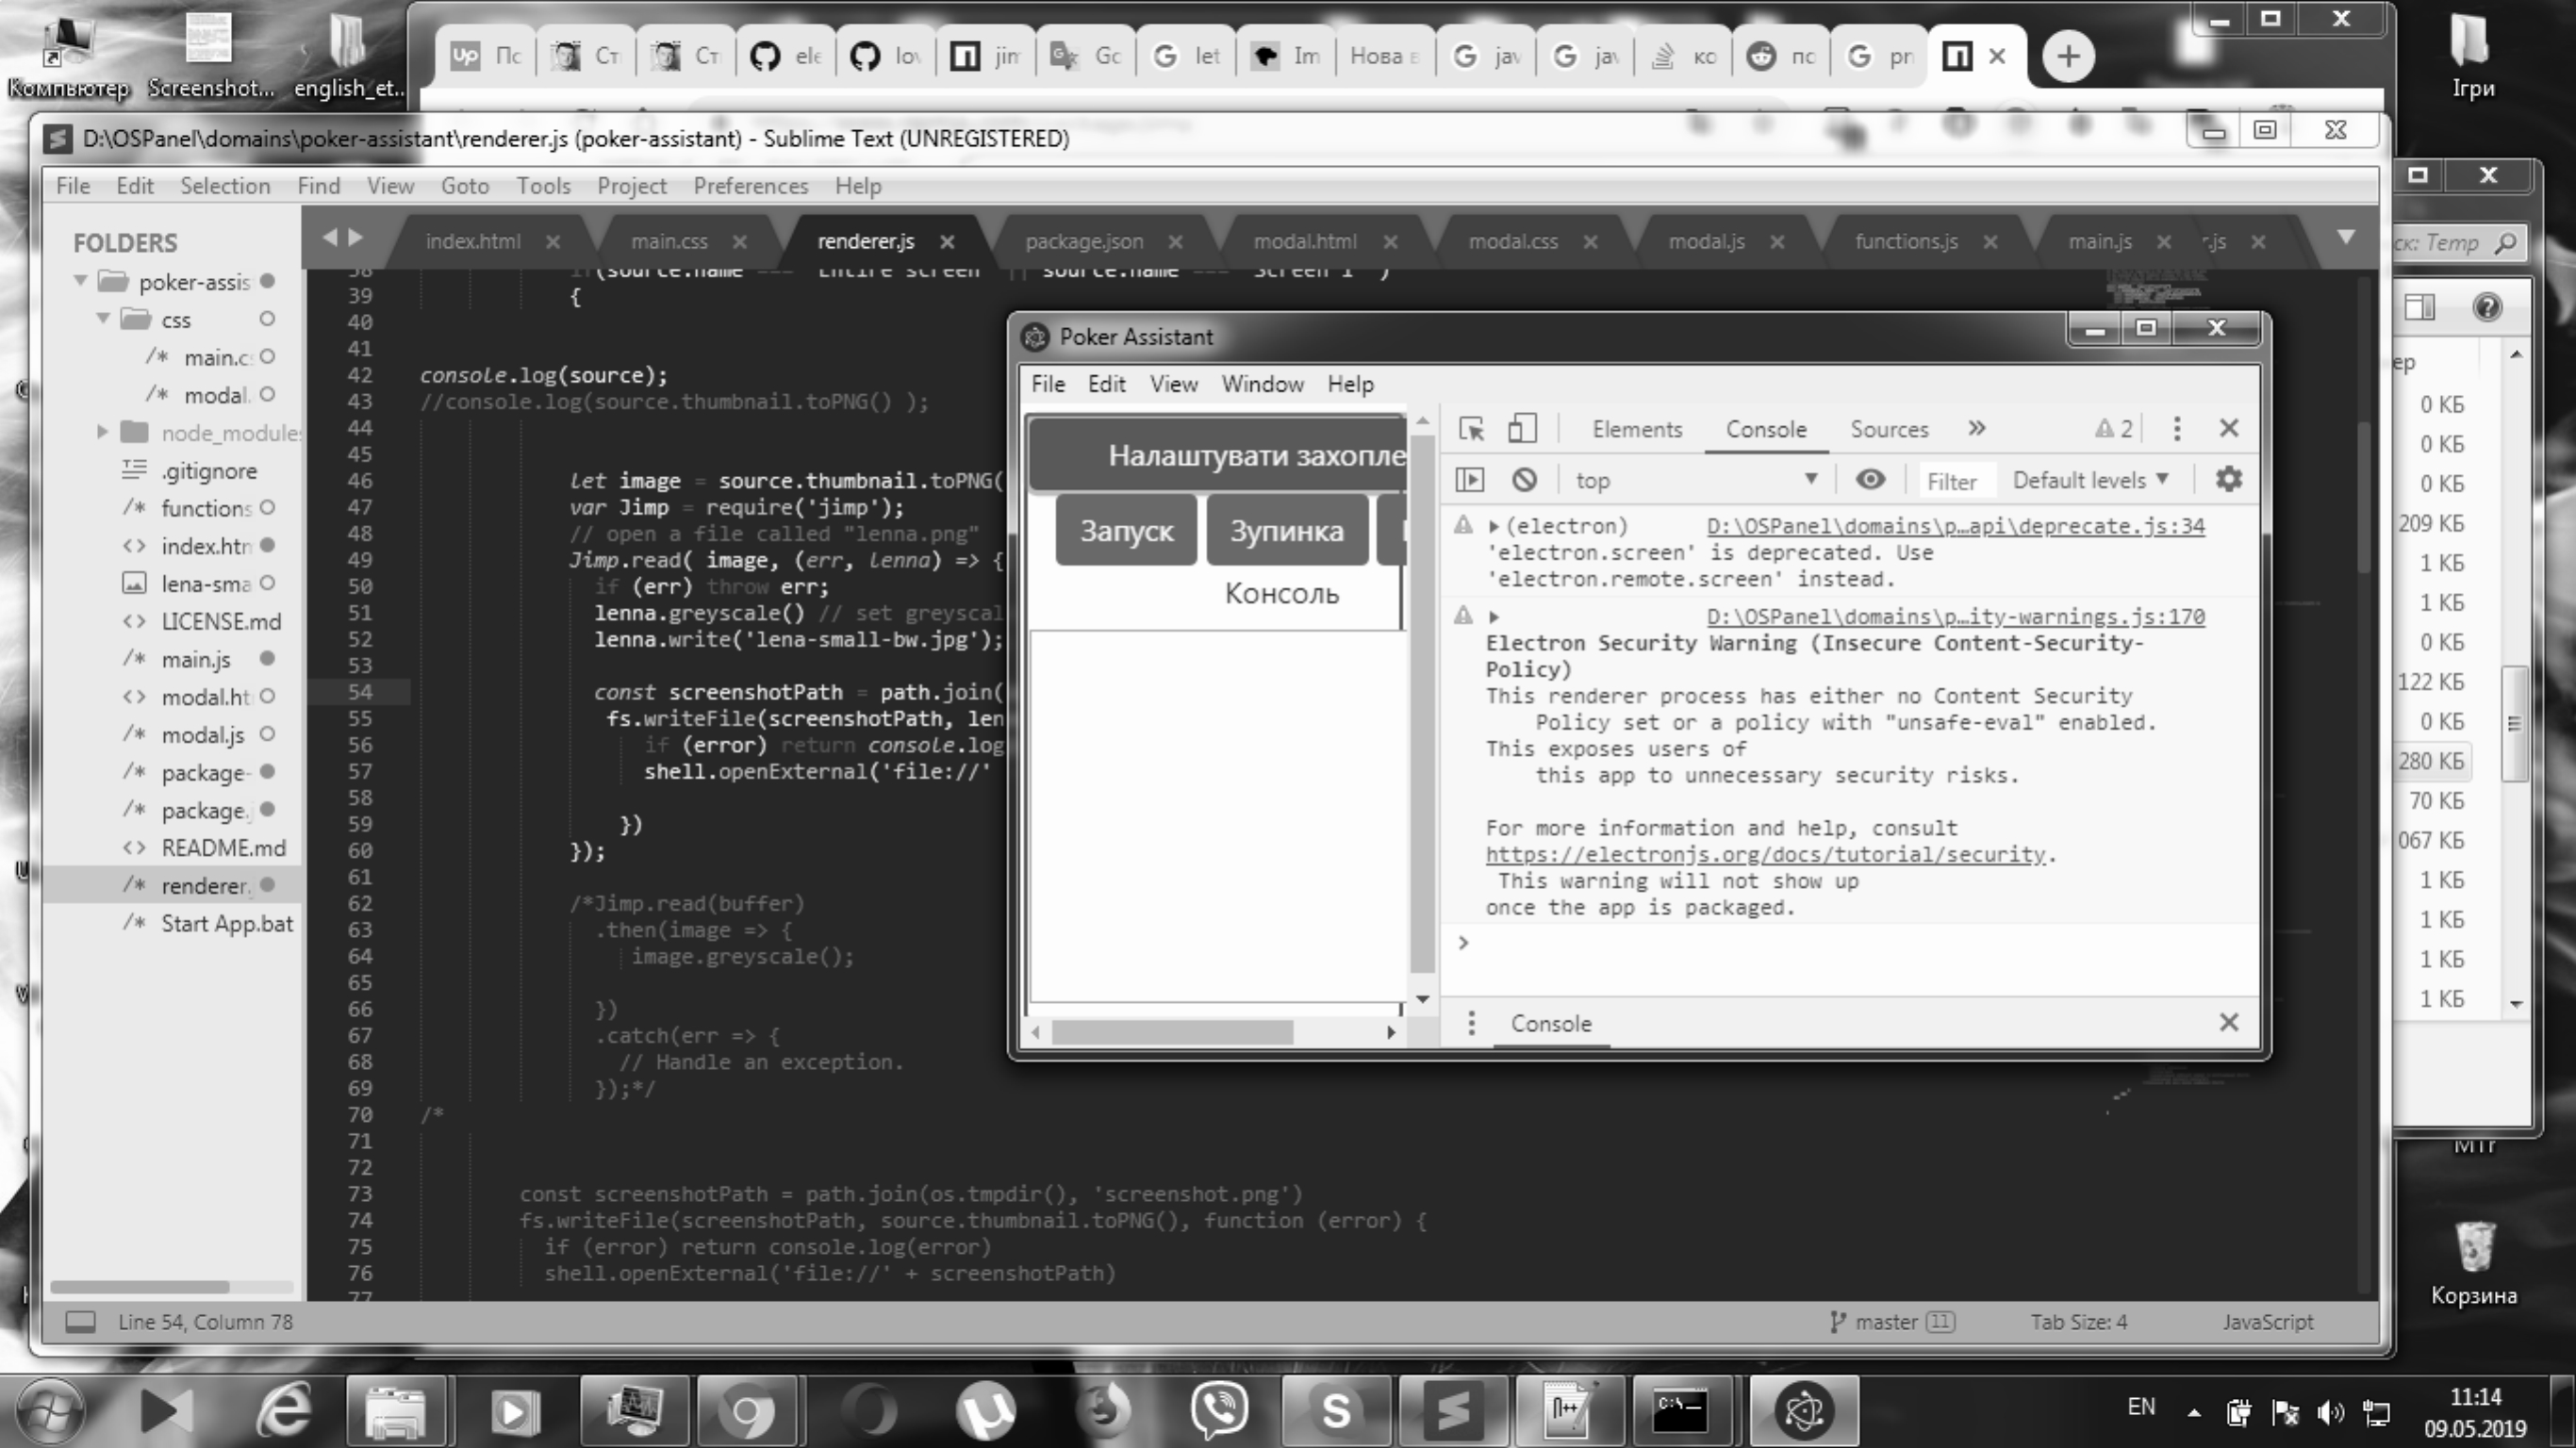 Компьютер
Screenshot...
english_et...
Ігри
Up
Пс
Ст
Ст
ele
lov
jim
Gc
let
Im
Нова в
jav
jav
ко
пс
pn
D:\OSPanel\domains\poker-assistant\renderer.js (poker-assistant) - Sublime Text (UNREGISTERED)
File Edit Selection Find View Goto Tools Project Preferences Help
FOLDERS
poker-assis
css
/* main.c
/* modal.
node_modules
.gitignore
/* functions
<> index.htm
lena-sma
<> LICENSE.md
/* main.js
<> modal.ht
/* modal.js
/* package-
/* package.j
<> README.md
/* renderer.
/* Start App.bat
index.html
main.css
renderer.js
package.json
modal.html
modal.css
modal.js
functions.js
main.js
r.js
38 if(source.name === "Entire screen" || source.name === "Screen 1" )
39 {
40
41
42 console.log(source);
43 //console.log(source.thumbnail.toPNG() );
44
45
46 let image = source.thumbnail.toPNG(
47 var Jimp = require('jimp');
48 // open a file called "lenna.png"
49 Jimp.read( image, (err, lenna) => {
50 if (err) throw err;
51 lenna.greyscale() // set greyscal
52 lenna.write('lena-small-bw.jpg');
53
54 const screenshotPath = path.join(
55 fs.writeFile(screenshotPath, len
56 if (error) return console.log
57 shell.openExternal('file://'
58
59 })
60 });
61
62 /*Jimp.read(buffer)
63 .then(image => {
64 image.greyscale();
65
66 })
67 .catch(err => {
68 // Handle an exception.
69 });*/
70 /*
71
72
73 const screenshotPath = path.join(os.tmpdir(), 'screenshot.png')
74 fs.writeFile(screenshotPath, source.thumbnail.toPNG(), function (error) {
75 if (error) return console.log(error)
76 shell.openExternal('file://' + screenshotPath)
77
Poker Assistant
File Edit View Window Help
Налаштувати захопле
Запуск
Зупинка
Консоль
Elements Console Sources » 2
top Filter Default levels
(electron) D:\OSPanel\domains\p…api\deprecate.js:34
'electron.screen' is deprecated. Use
'electron.remote.screen' instead.
D:\OSPanel\domains\p…ity-warnings.js:170
Electron Security Warning (Insecure Content-Security-
Policy)
This renderer process has either no Content Security
Policy set or a policy with "unsafe-eval" enabled.
This exposes users of
this app to unnecessary security risks.
For more information and help, consult
https://electronjs.org/docs/tutorial/security.
This warning will not show up
once the app is packaged.
>
Console
ск: Temp
ер
0 КБ
0 КБ
0 КБ
209 КБ
1 КБ
1 КБ
0 КБ
122 КБ
0 КБ
280 КБ
70 КБ
067 КБ
1 КБ
1 КБ
1 КБ
1 КБ
Корзина
Line 54, Column 78
master 11
Tab Size: 4
JavaScript
EN
11:14
09.05.2019